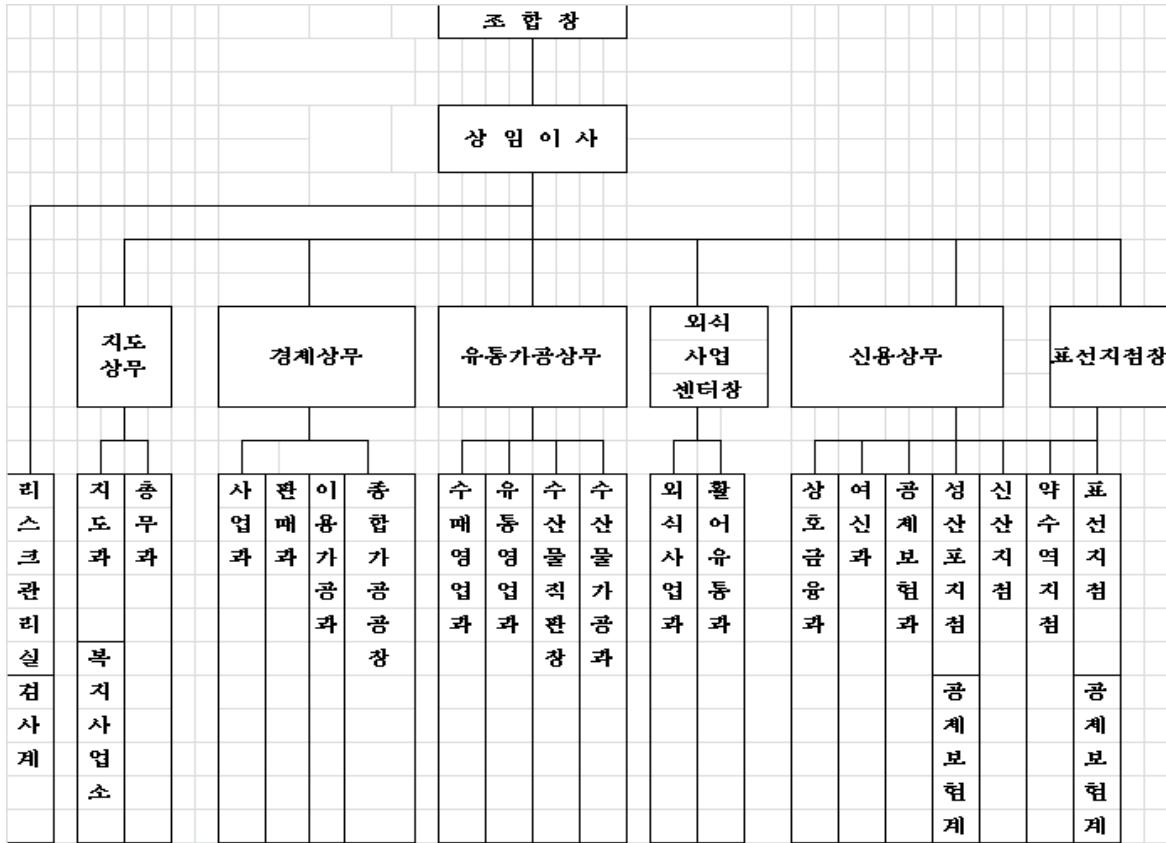 조 합 장
상 임 이 사
지도
상무
경제상무
유통가공상무
외식
사업
센터장
신용상무
표선지점장
리스크관리실
검사계
지도과
복지사업소
총무과
사업과
판매과
이용가공과
종합가공공장
수매영업과
유통영업과
수산물직판장
수산물가공과
외식사업과
활어유통과
상호금융과
여신과
공제보험과
성산포지점
공제보험계
신산지점
약수역지점
표선지점
공제보험계